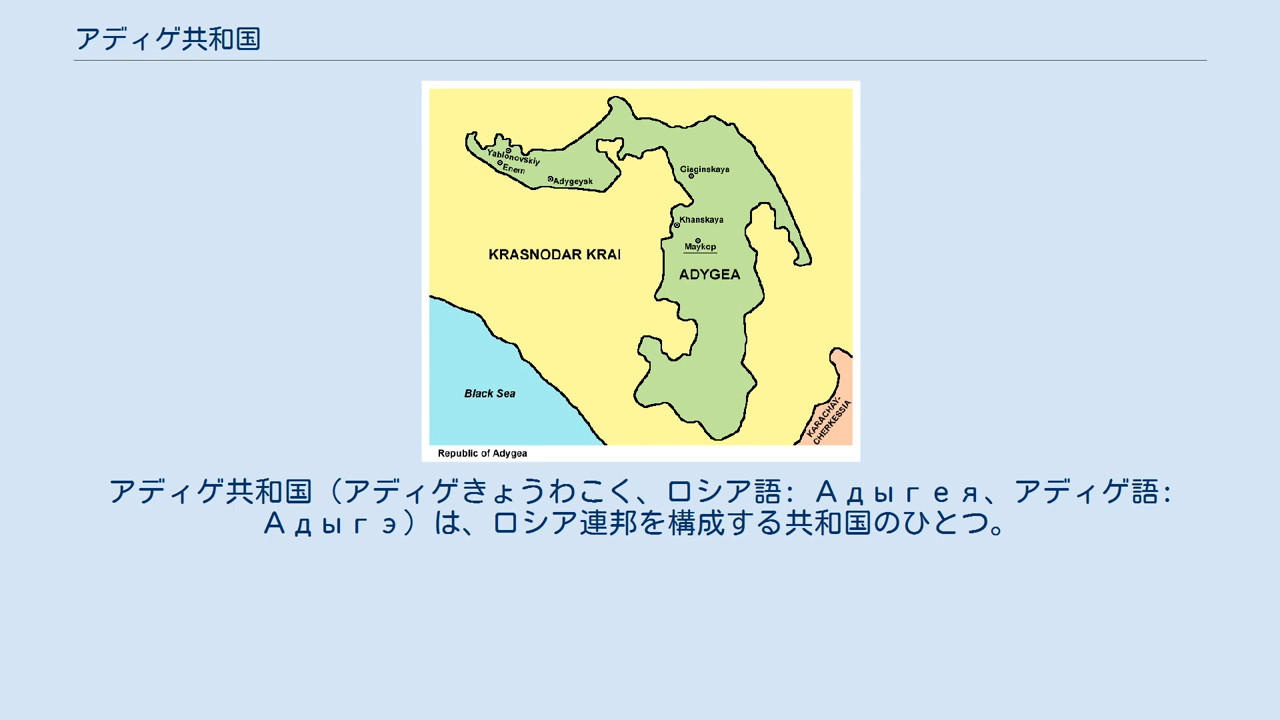 アディゲ共和国
Yablonovskiy
Enem
Adygeysk
Giaginskaya
Khanskaya
Maykop
KRASNODAR KRAI
ADYGEA
Black Sea
KARACHAY-
CHERKESSIA
Republic of Adygea
アディゲ共和国（アディゲきょうわこく、ロシア語: Адыгея、アディゲ語:
Адыгэ）は、ロシア連邦を構成する共和国のひとつ。